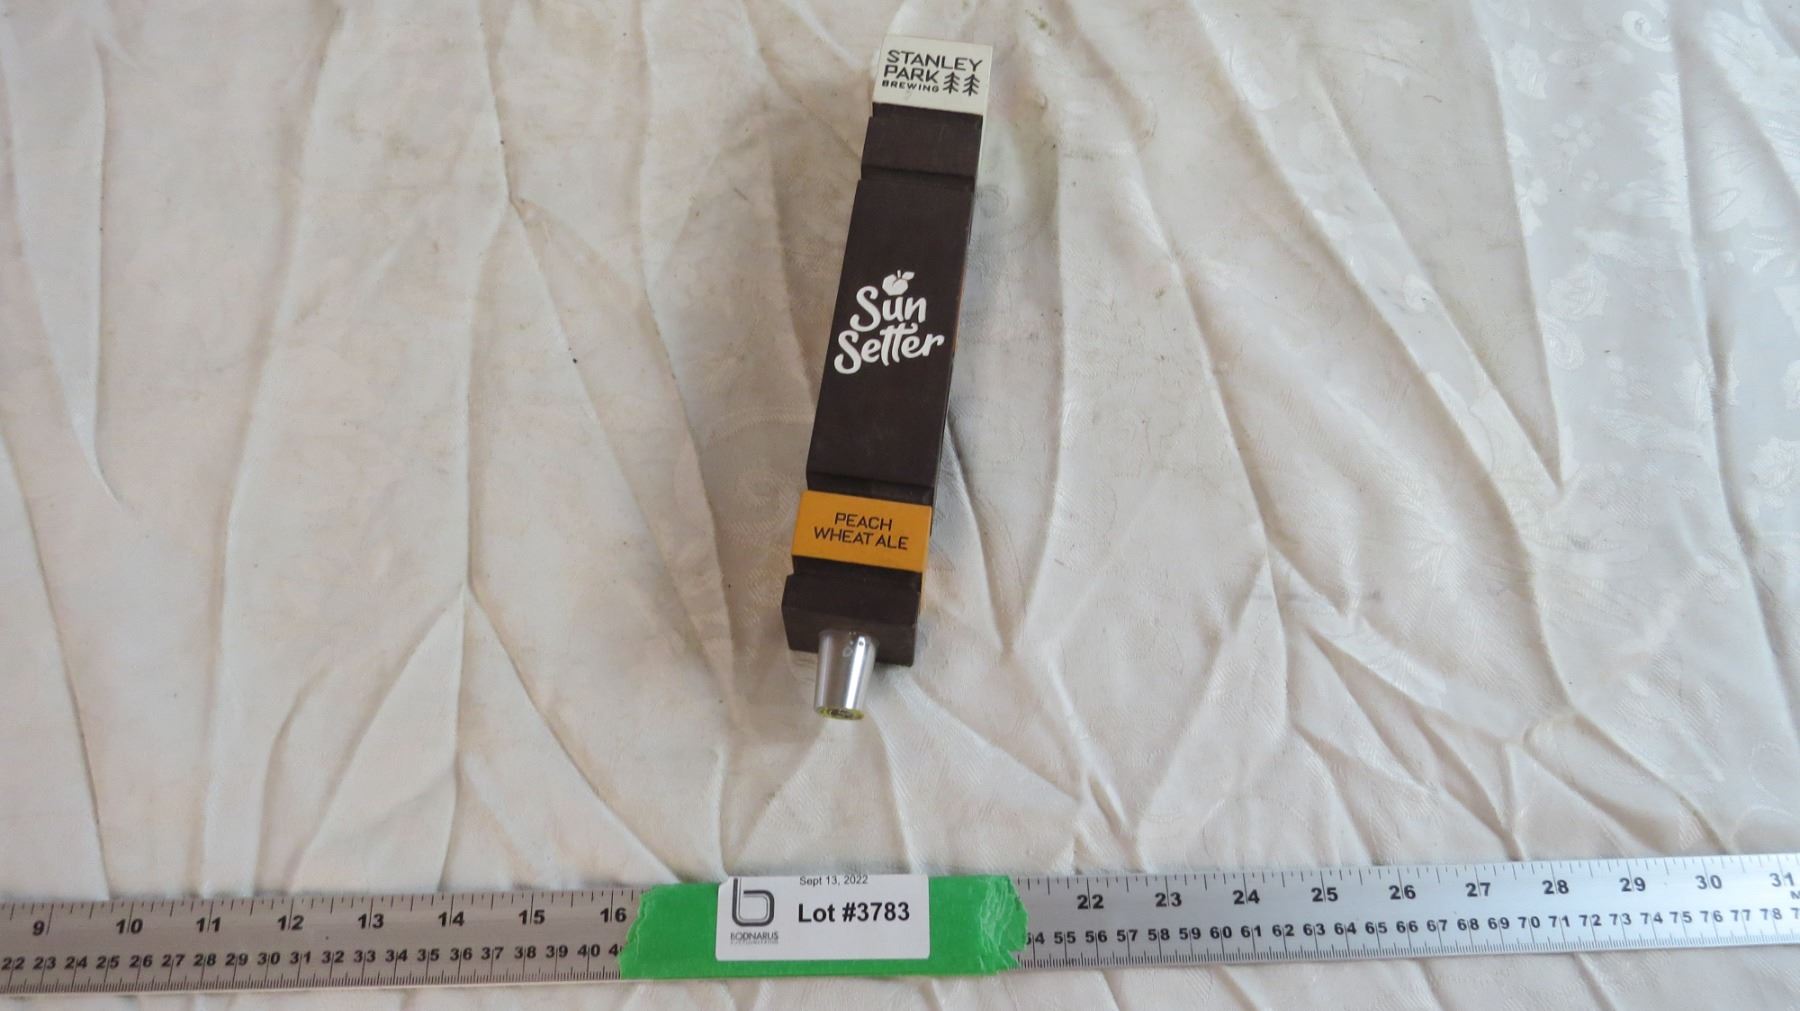 STANLEY
PARK
BREWING
Sun
Setter
PEACH
WHEAT ALE
Sept 13, 2022
Lot #3783
BODNARUS
9 10 11 12 13 14 15 16 22 23 24 25 26 27 28 29 30 31
22 23 24 25 26 27 28 29 30 31 32 33 34 35 36 37 38 39 40 54 55 56 57 58 59 60 61 62 63 64 65 66 67 68 69 70 71 72 73 74 75 76 77 78